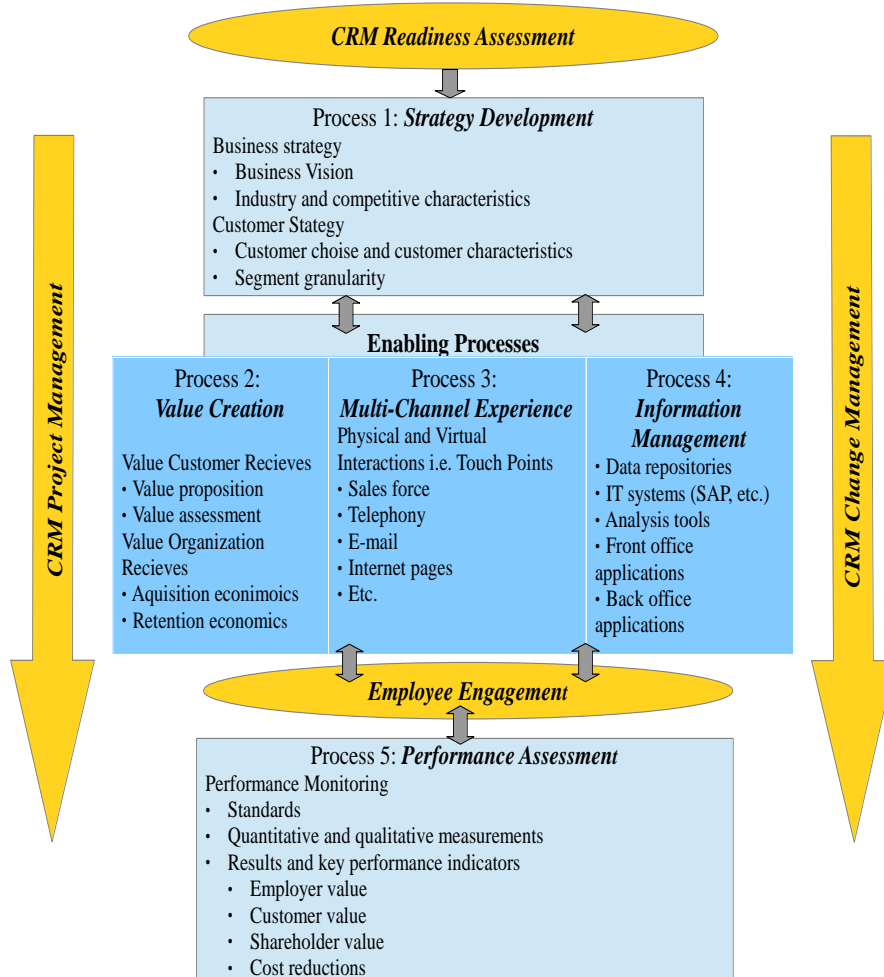 CRM Readiness Assessment
Process 1: Strategy Development
Business strategy
• Business Vision
• Industry and competitive characteristics
Customer Stategy
• Customer choise and customer characteristics
• Segment granularity
CRM Project Management
CRM Change Management
Enabling Processes
Process 2:
Value Creation
Value Customer Recieves
• Value proposition
• Value assessment
Value Organization
Recieves
• Aquisition econimoics
• Retention economics
Process 3:
Multi-Channel Experience
Physical and Virtual
Interactions i.e. Touch Points
• Sales force
• Telephony
• E-mail
• Internet pages
• Etc.
Process 4:
Information
Management
• Data repositories
• IT systems (SAP, etc.)
• Analysis tools
• Front office
applications
• Back office
applications
Employee Engagement
Process 5: Performance Assessment
Performance Monitoring
• Standards
• Quantitative and qualitative measurements
• Results and key performance indicators
• Employer value
• Customer value
• Shareholder value
• Cost reductions